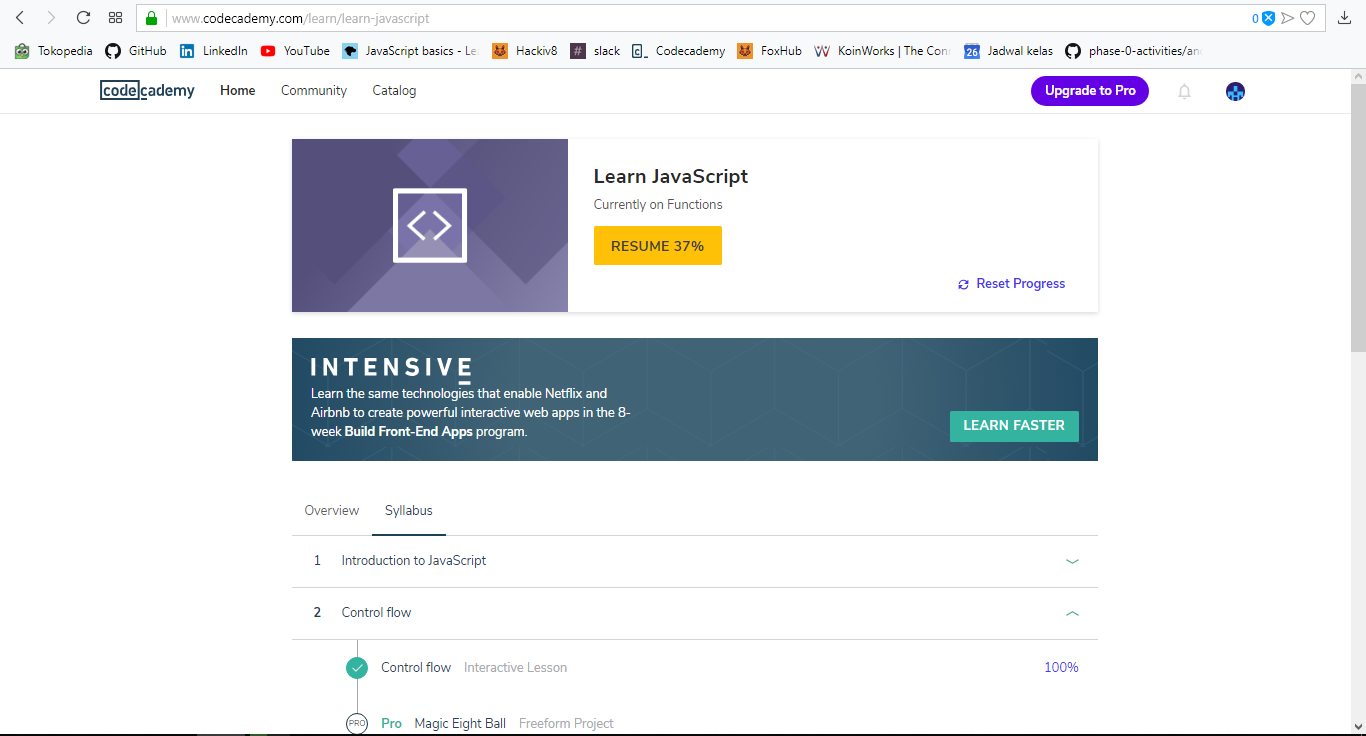 www.codecademy.com/learn/learn-javascript
0
Tokopedia GitHub LinkedIn YouTube JavaScript basics - Le Hackiv8 # slack C_ Codecademy FoxHub KoinWorks | The Con 26 Jadwal kelas phase-0-activities/an
codecademy Home Community Catalog Upgrade to Pro
Learn JavaScript
Currently on Functions
RESUME 37%
Reset Progress
INTENSIVE
Learn the same technologies that enable Netflix and
Airbnb to create powerful interactive web apps in the 8-
week Build Front-End Apps program.
LEARN FASTER
Overview Syllabus
1 Introduction to JavaScript
2 Control flow
Control flow Interactive Lesson 100%
PRO Pro Magic Eight Ball Freeform Project